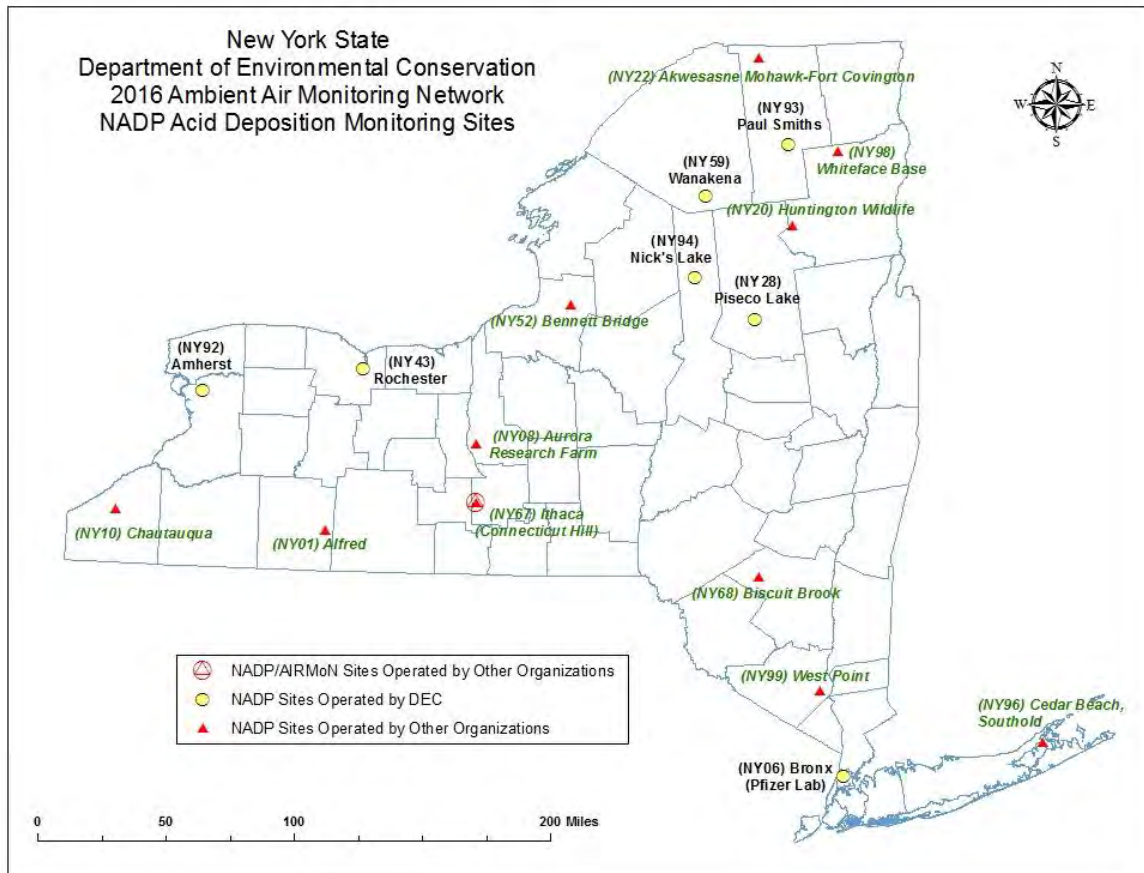 New York State
Department of Environmental Conservation
2016 Ambient Air Monitoring Network
NADP Acid Deposition Monitoring Sites
N
W
E
S
(NY22) Akwesasne Mohawk-Fort Covington
(NY93)
Paul Smiths
(NY98)
Whiteface Base
(NY59)
Wanakena
(NY20) Huntington Wildlife
(NY94)
Nick's Lake
(NY28)
Piseco Lake
(NY52) Bennett Bridge
(NY92)
Amherst
(NY43)
Rochester
(NY08) Aurora
Research Farm
(NY67) Ithaca
(Connecticut Hill)
(NY10) Chautauqua
(NY01) Alfred
(NY68) Biscuit Brook
(NY99) West Point
(NY96) Cedar Beach,
Southold
(NY06) Bronx
(Pfizer Lab)
NADP/AIRMoN Sites Operated by Other Organizations
NADP Sites Operated by DEC
NADP Sites Operated by Other Organizations
0 50 100 200 Miles